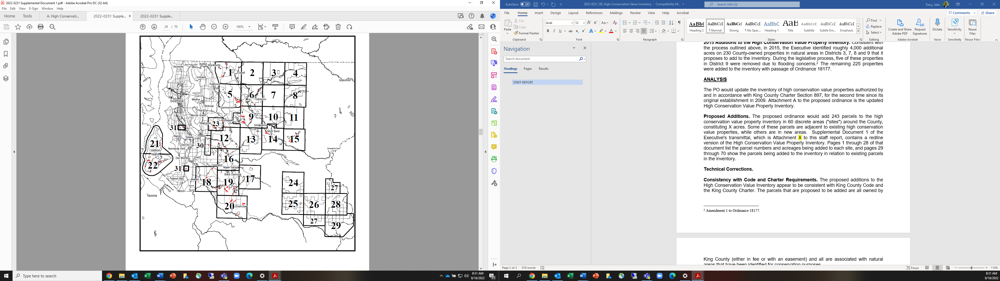 2022-0231 Supplemental Document 1.pdf - Adobe Acrobat Pro DC (32-bit)
File Edit View E-Sign Window Help
Home Tools A. High Conservati... 2022-0231 Supple... × 2022-0231 Supple...
29 / 70 100%
Shoreline
Lake Forest Park
Kenmore
Bothell
Woodinville
Kirkland
Redmond
Duvall
Skykomish
1 2 3 4
Hunts Point
Clyde Hill
Medina
Seattle
Bellevue
Sammamish
Carnation
5 6 7 8
Beaux Arts
Mercer Island
Newcastle
Issaquah
Fall City
Snoqualmie
9 10 11
23
31
Burien
Tukwila
Renton
North Bend
12 13 14 15
21
Vashon
Island
SeaTac
Normandy Park
30
Snoqualmie Pass
Des Moines
Kent
16
22
31
Covington
Maple Valley
Black Diamond
Federal Way
Auburn
Algona
Pacific
Milton
18 19 17
24
27
Tacoma
20
Enumclaw
25 26 28
27
29
AutoSave Off 2022-0231_SR_High Conservation Value Inventory - Compatibility M... Search (Alt+Q) Tracy, Jake
File Home Insert Design Layout References Mailings Review View Help Acrobat Comments Share
Paste
Cut
Copy
Format Painter
Clipboard
Arial 12
Font
Paragraph
Heading 2
¶ Normal
Strong
¶ No Spac...
Heading 1
Title
Subtitle
Subtle Em...
Emphasis
Styles
Find
Replace
Select
Editing
Create and Share
Adobe PDF
Request
Signatures
Adobe Acrobat
Dictate
Voice
Sensitivity
Sensitivity
Reuse
Files
Reuse Files
Navigation
Search document
Headings Pages Results
STAFF REPORT
2015 Additions to the High Conservation Value Property Inventory. Consistent with
the process outlined above, in 2015, the Executive identified roughly 4,000 additional
acres on 230 County-owned properties in natural areas in Districts 3, 7, 8 and 9 that it
proposes to add to the inventory. During the legislative process, five of these properties
in District 9 were removed due to flooding concerns.2 The remaining 225 properties
were added to the inventory with passage of Ordinance 18177.
ANALYSIS
The PO would update the inventory of high conservation value properties authorized by
and in accordance with King County Charter Section 897, for the second time since its
original establishment in 2009. Attachment A to the proposed ordinance is the updated
High Conservation Value Property Inventory.
Proposed Additions. The proposed ordinance would add 243 parcels to the high
conservation value property inventory in 60 discrete areas ("sites") around the County,
constituting X acres. Some of these parcels are adjacent to existing high conservation
value properties, while others are in new areas. Supplemental Document 1 of the
Executive's transmittal, which is Attachment X to this staff report, contains a redline
version of the High Conservation Value Property Inventory. Pages 1 through 28 of that
document list the parcel numbers and acreages being added to each site, and pages 29
through 70 show the parcels being added to the inventory in relation to existing parcels
in the inventory.
Technical Corrections.
Consistency with Code and Charter Requirements. The proposed additions to the
High Conservation Value Inventory appear to be consistent with King County Code and
the King County Charter. The parcels that are proposed to be added are all owned by
2 Amendment 1 to Ordinance 18177.
King County (either in fee or with an easement) and all are associated with natural
areas that have been identified for conservation purposes.
Page 2 of 3 878 words Focus 110%
Type here to search
8:31 AM
8/16/2022
35
8:31 AM
8/16/2022